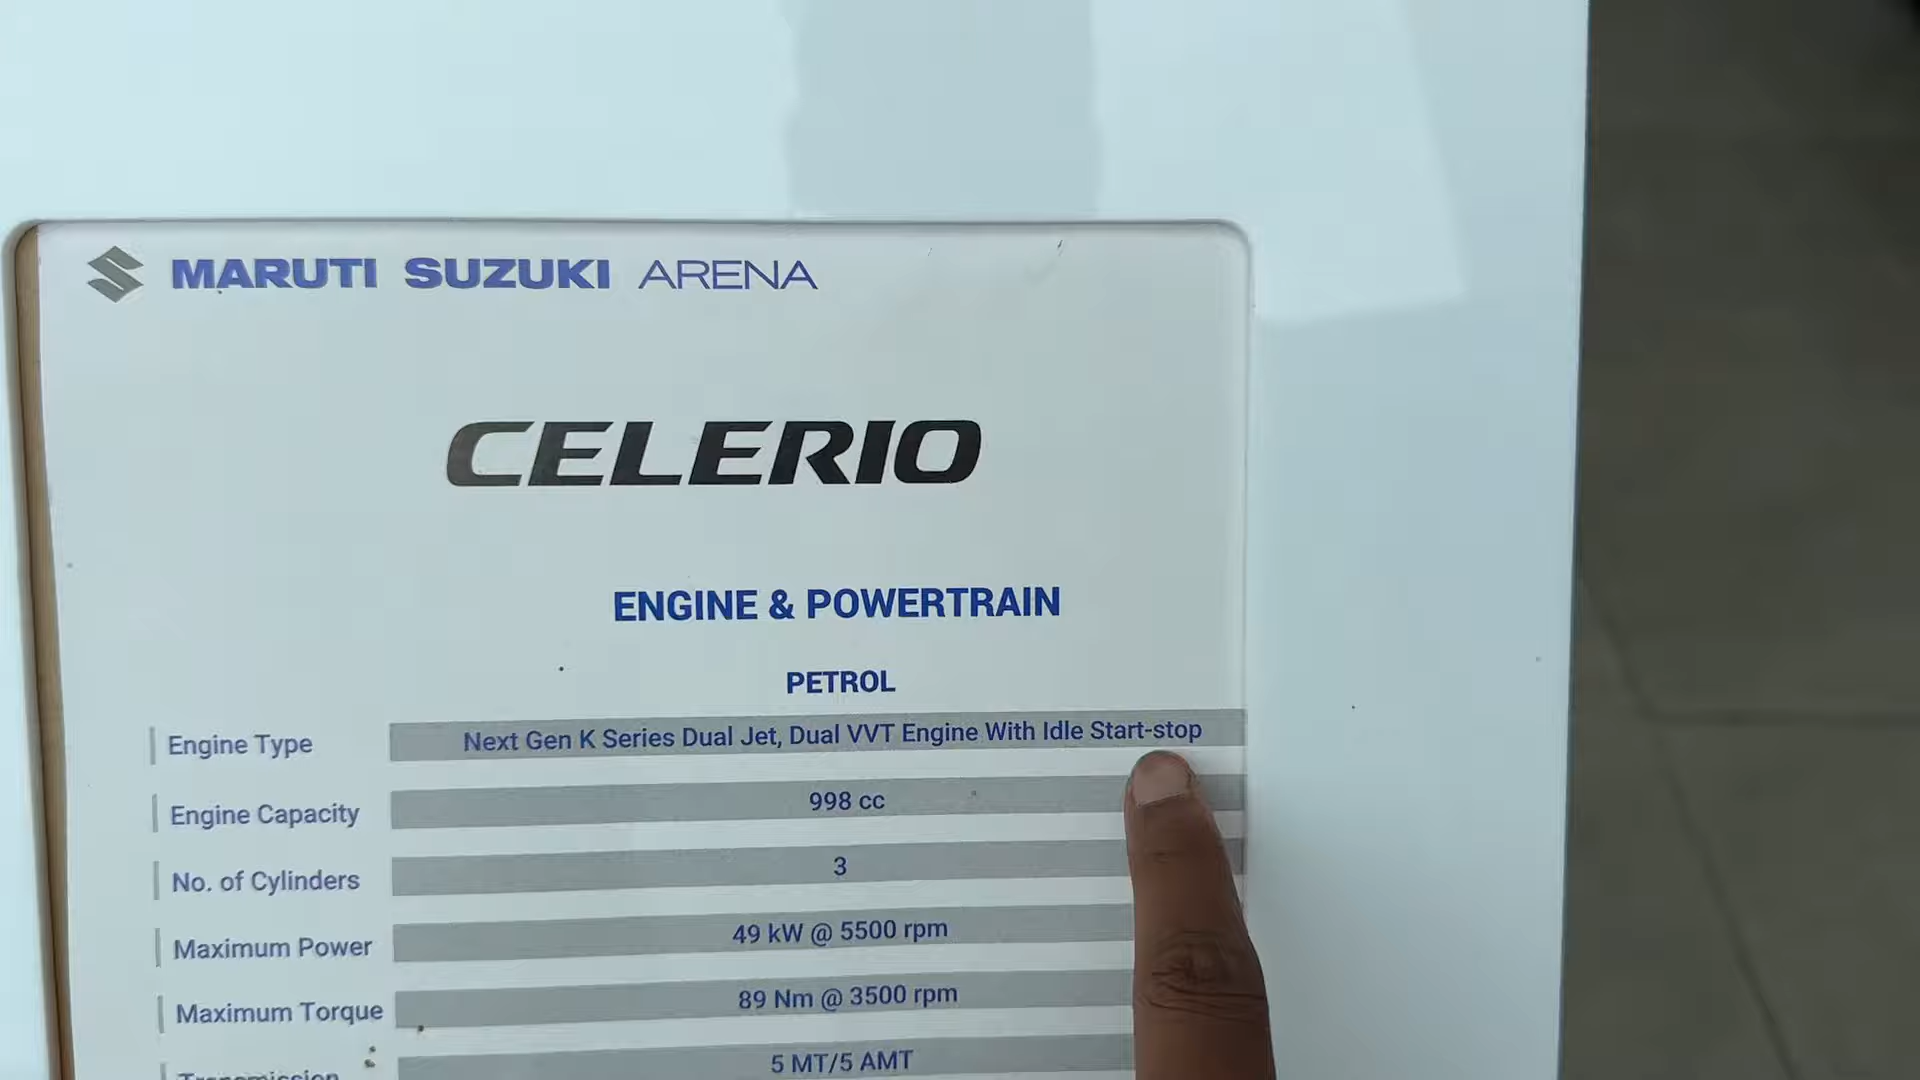 MARUTI SUZUKI ARENA
CELERIO
ENGINE & POWERTRAIN
PETROL
Engine Type Next Gen K Series Dual Jet, Dual VVT Engine With Idle Start-stop
Engine Capacity 998 cc
No. of Cylinders 3
Maximum Power 49 kW @ 5500 rpm
Maximum Torque 89 Nm @ 3500 rpm
Transmission 5 MT/5 AMT